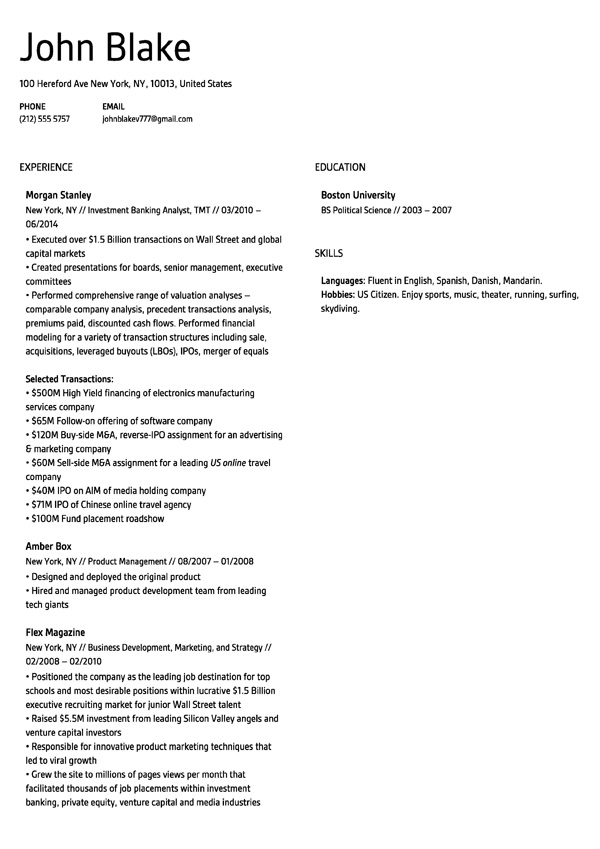 John Blake
100 Hereford Ave New York, NY, 10013, United States
PHONE
(212) 555 5757
EMAIL
johnblakev777@gmail.com
EXPERIENCE
Morgan Stanley
New York, NY // Investment Banking Analyst, TMT // 03/2010 –
06/2014
• Executed over $1.5 Billion transactions on Wall Street and global
capital markets
• Created presentations for boards, senior management, executive
committees
• Performed comprehensive range of valuation analyses –
comparable company analysis, precedent transactions analysis,
premiums paid, discounted cash flows. Performed financial
modeling for a variety of transaction structures including sale,
acquisitions, leveraged buyouts (LBOs), IPOs, merger of equals
Selected Transactions:
• $500M High Yield financing of electronics manufacturing
services company
• $65M Follow-on offering of software company
• $120M Buy-side M&A, reverse-IPO assignment for an advertising
& marketing company
• $60M Sell-side M&A assignment for a leading US online travel
company
• $40M IPO on AIM of media holding company
• $71M IPO of Chinese online travel agency
• $100M Fund placement roadshow
Amber Box
New York, NY // Product Management // 08/2007 – 01/2008
• Designed and deployed the original product
• Hired and managed product development team from leading
tech giants
Flex Magazine
New York, NY // Business Development, Marketing, and Strategy //
02/2008 – 02/2010
• Positioned the company as the leading job destination for top
schools and most desirable positions within lucrative $1.5 Billion
executive recruiting market for junior Wall Street talent
• Raised $5.5M investment from leading Silicon Valley angels and
venture capital investors
• Responsible for innovative product marketing techniques that
led to viral growth
• Grew the site to millions of pages views per month that
facilitated thousands of job placements within investment
banking, private equity, venture capital and media industries
EDUCATION
Boston University
BS Political Science // 2003 – 2007
SKILLS
Languages: Fluent in English, Spanish, Danish, Mandarin.
Hobbies: US Citizen. Enjoy sports, music, theater, running, surfing,
skydiving.